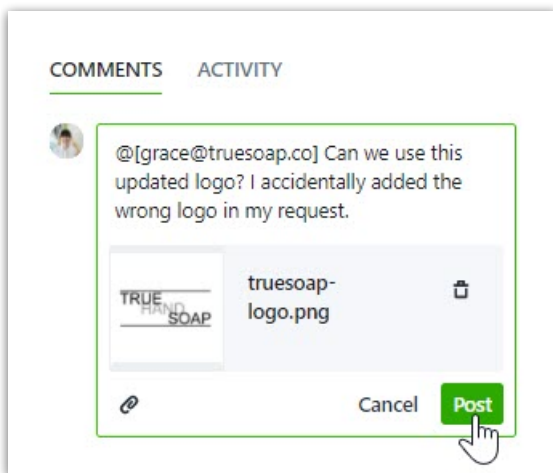 COMMENTS ACTIVITY
@[grace@truesoap.co] Can we use this
updated logo? I accidentally added the
wrong logo in my request.
TRUE
HAND
SOAP
truesoap-
logo.png
Cancel Post